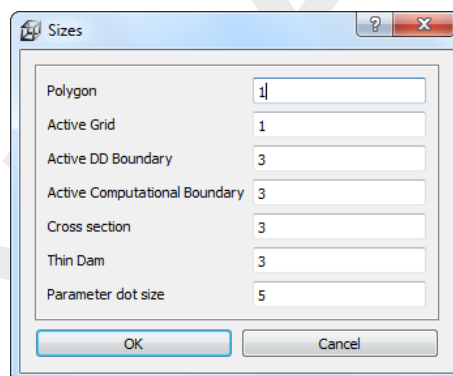 Sizes
Polygon 1
Active Grid 1
Active DD Boundary 3
Active Computational Boundary 3
Cross section 3
Thin Dam 3
Parameter dot size 5
OK Cancel